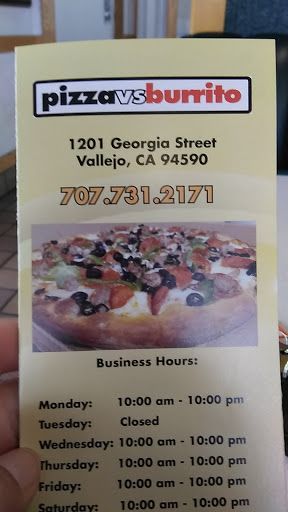 pizzavsburrito
1201 Georgia Street
Vallejo, CA 94590
707.731.2171
Business Hours:
Monday: 10:00 am - 10:00 pm
Tuesday: Closed
Wednesday: 10:00 am - 10:00 pm
Thursday: 10:00 am - 10:00 pm
Friday: 10:00 am - 10:00 pm
Saturday: 10:00 am - 10:00 pm